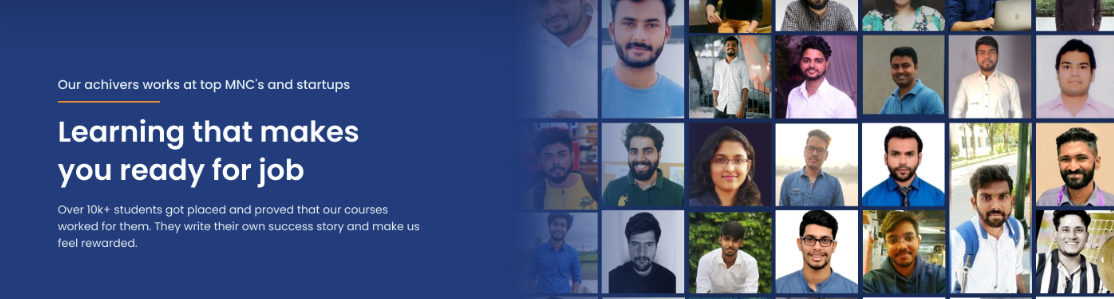 Our achivers works at top MNC's and startups
Learning that makes
you ready for job
Over 10k+ students got placed and proved that our courses
worked for them. They write their own success story and make us
feel rewarded.